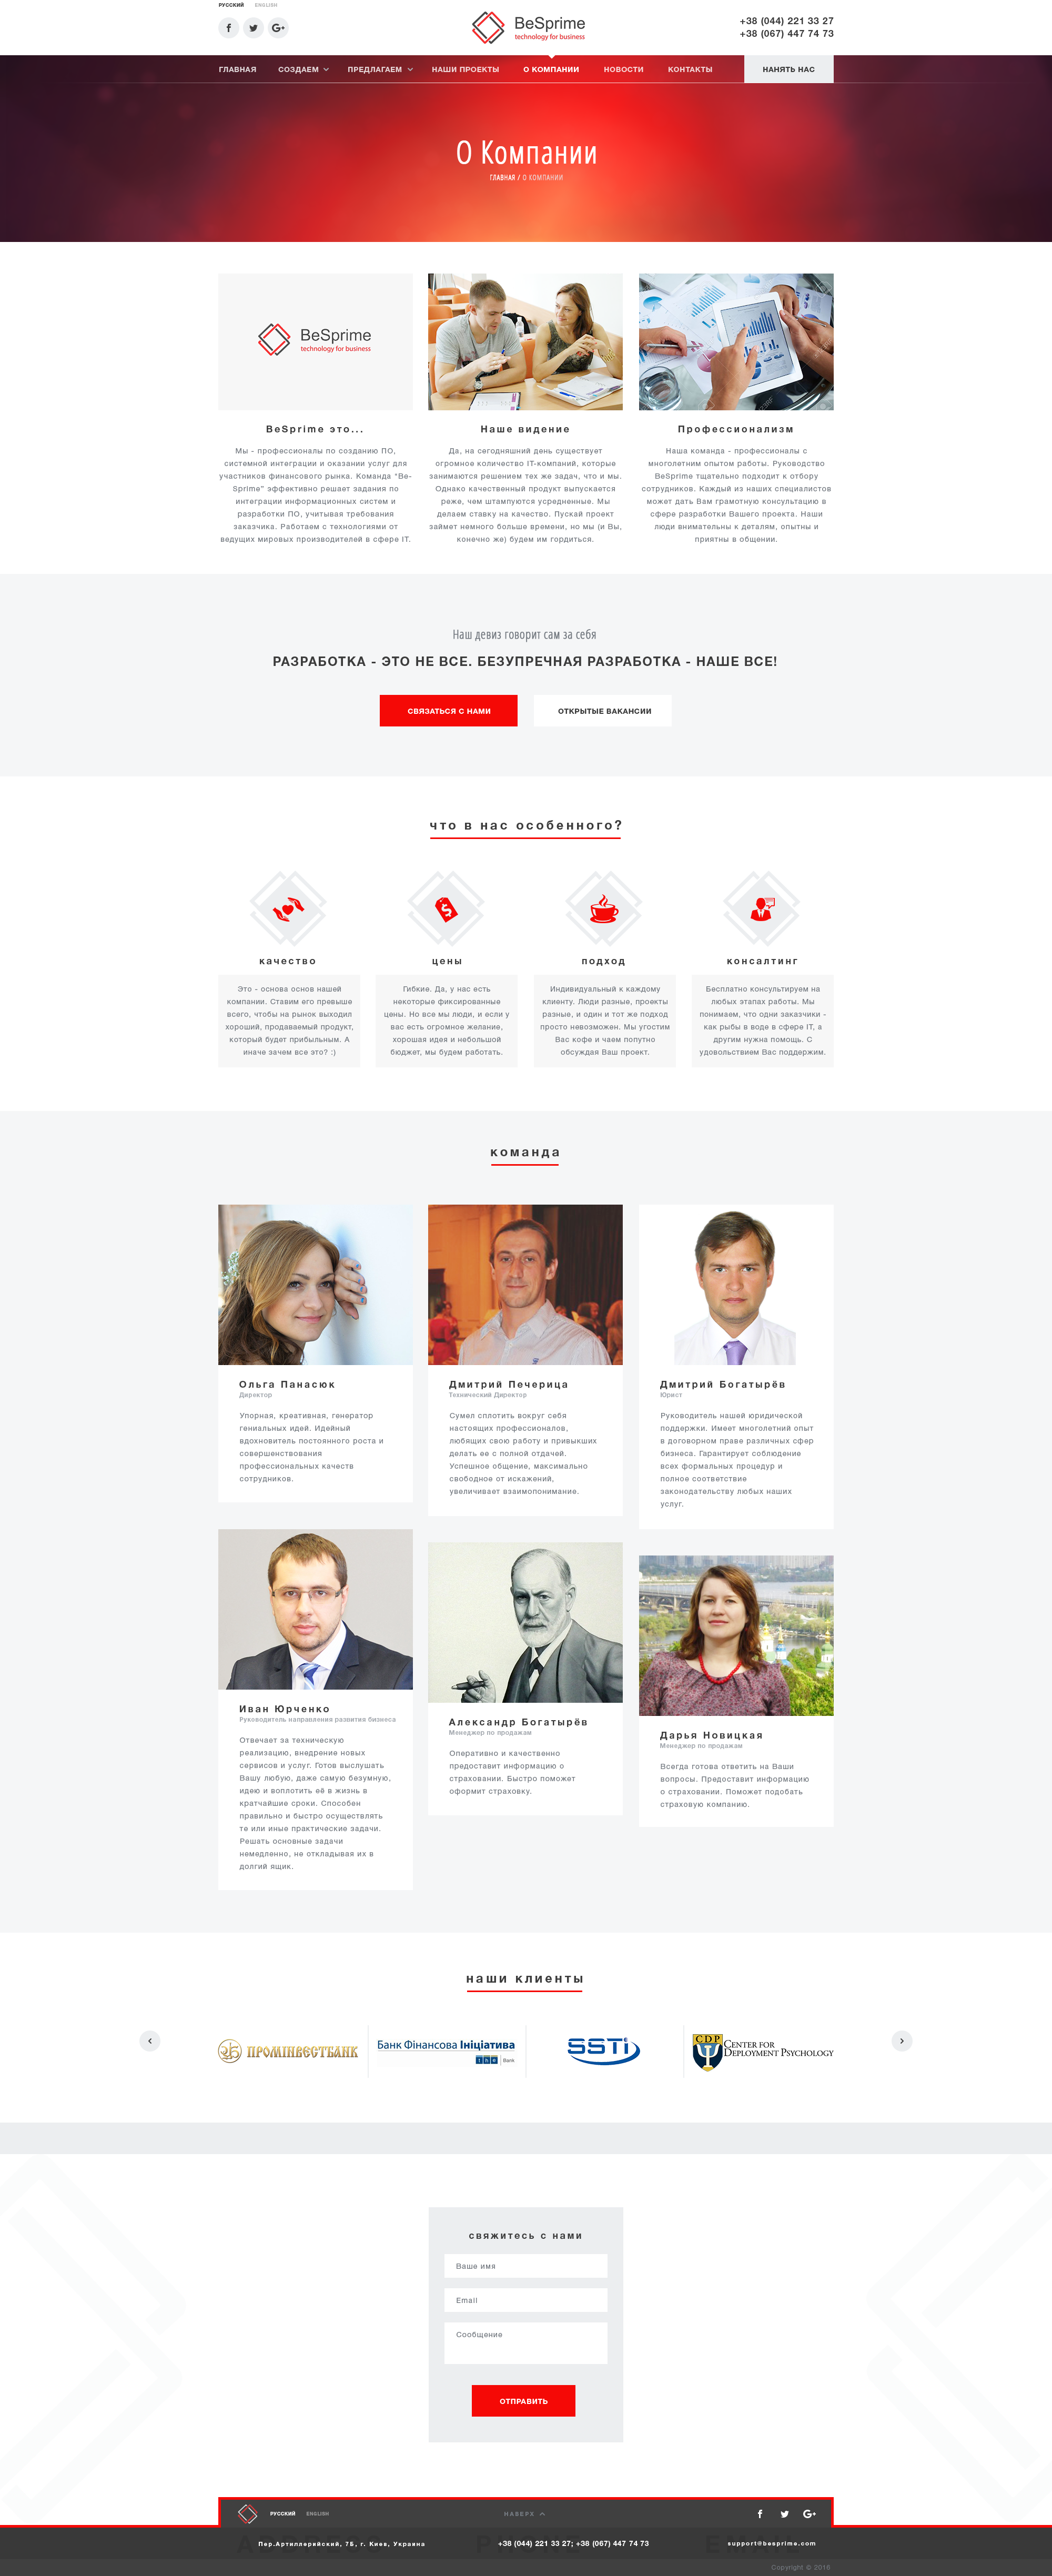 РУССКИЙ ENGLISH
BeSprime
technology for business
+38 (044) 221 33 27
+38 (067) 447 74 73
ГЛАВНАЯ СОЗДАЕМ ПРЕДЛАГАЕМ НАШИ ПРОЕКТЫ О КОМПАНИИ НОВОСТИ КОНТАКТЫ НАНЯТЬ НАС
О Компании
ГЛАВНАЯ / О КОМПАНИИ
BeSprime
technology for business
BeSprime это...
Мы - профессионалы по созданию ПО,
системной интеграции и оказании услуг для
участников финансового рынка. Команда "Be-
Sprime" эффективно решает задания по
интеграции информационных систем и
разработки ПО, учитывая требования
заказчика. Работаем с технологиями от
ведущих мировых производителей в сфере IT.
Наше видение
Да, на сегодняшний день существует
огромное количество IT-компаний, которые
занимаются решением тех же задач, что и мы.
Однако качественный продукт выпускается
реже, чем штампуются усредненные. Мы
делаем ставку на качество. Пускай проект
займет немного больше времени, но мы (и Вы,
конечно же) будем им гордиться.
Профессионализм
Наша команда - профессионалы с
многолетним опытом работы. Руководство
BeSprime тщательно подходит к отбору
сотрудников. Каждый из наших специалистов
может дать Вам грамотную консультацию в
сфере разработки Вашего проекта. Наши
люди внимательны к деталям, опытны и
приятны в общении.
Наш девиз говорит сам за себя
РАЗРАБОТКА - ЭТО НЕ ВСЕ. БЕЗУПРЕЧНАЯ РАЗРАБОТКА - НАШЕ ВСЕ!
СВЯЗАТЬСЯ С НАМИ ОТКРЫТЫЕ ВАКАНСИИ
что в нас особенного?
качество
Это - основа основ нашей
компании. Ставим его превыше
всего, чтобы на рынок выходил
хороший, продаваемый продукт,
который будет прибыльным. А
иначе зачем все это? :)
цены
Гибкие. Да, у нас есть
некоторые фиксированные
цены. Но все мы люди, и если у
вас есть огромное желание,
хорошая идея и небольшой
бюджет, мы будем работать.
подход
Индивидуальный к каждому
клиенту. Люди разные, проекты
разные, и один и тот же подход
просто невозможен. Мы угостим
Вас кофе и чаем попутно
обсуждая Ваш проект.
консалтинг
Бесплатно консультируем на
любых этапах работы. Мы
понимаем, что одни заказчики -
как рыбы в воде в сфере IT, а
другим нужна помощь. С
удовольствием Вас поддержим.
команда
Ольга Панасюк
Директор
Упорная, креативная, генератор
гениальных идей. Идейный
вдохновитель постоянного роста и
совершенствования
профессиональных качеств
сотрудников.
Дмитрий Печерица
Технический Директор
Сумел сплотить вокруг себя
настоящих профессионалов,
любящих свою работу и привыкших
делать ее с полной отдачей.
Успешное общение, максимально
свободное от искажений,
увеличивает взаимопонимание.
Дмитрий Богатырёв
Юрист
Руководитель нашей юридической
поддержки. Имеет многолетний опыт
в договорном праве различных сфер
бизнеса. Гарантирует соблюдение
всех формальных процедур и
полное соответствие
законодательству любых наших
услуг.
Иван Юрченко
Руководитель направления развития бизнеса
Отвечает за техническую
реализацию, внедрение новых
сервисов и услуг. Готов выслушать
Вашу любую, даже самую безумную,
идею и воплотить её в жизнь в
кратчайшие сроки. Способен
правильно и быстро осуществлять
те или иные практические задачи.
Решать основные задачи
немедленно, не откладывая их в
долгий ящик.
Александр Богатырёв
Менеджер по продажам
Оперативно и качественно
предоставит информацию о
страховании. Быстро поможет
оформит страховку.
Дарья Новицкая
Менеджер по продажам
Всегда готова ответить на Ваши
вопросы. Предоставит информацию
о страховании. Поможет подобать
страховую компанию.
наши клиенты
ПРОМІНВЕСТБАНК
Банк Фінансова Ініціатива
Bank
SSTi
CDP
CENTER FOR
DEPLOYMENT PSYCHOLOGY
свяжитесь с нами
Ваше имя
Email
Сообщение
ОТПРАВИТЬ
РУССКИЙ ENGLISH НАВЕРХ
Пер.Артиллерийский, 7Б, г. Киев, Украина +38 (044) 221 33 27; +38 (067) 447 74 73 support@besprime.com
Copyright © 2016